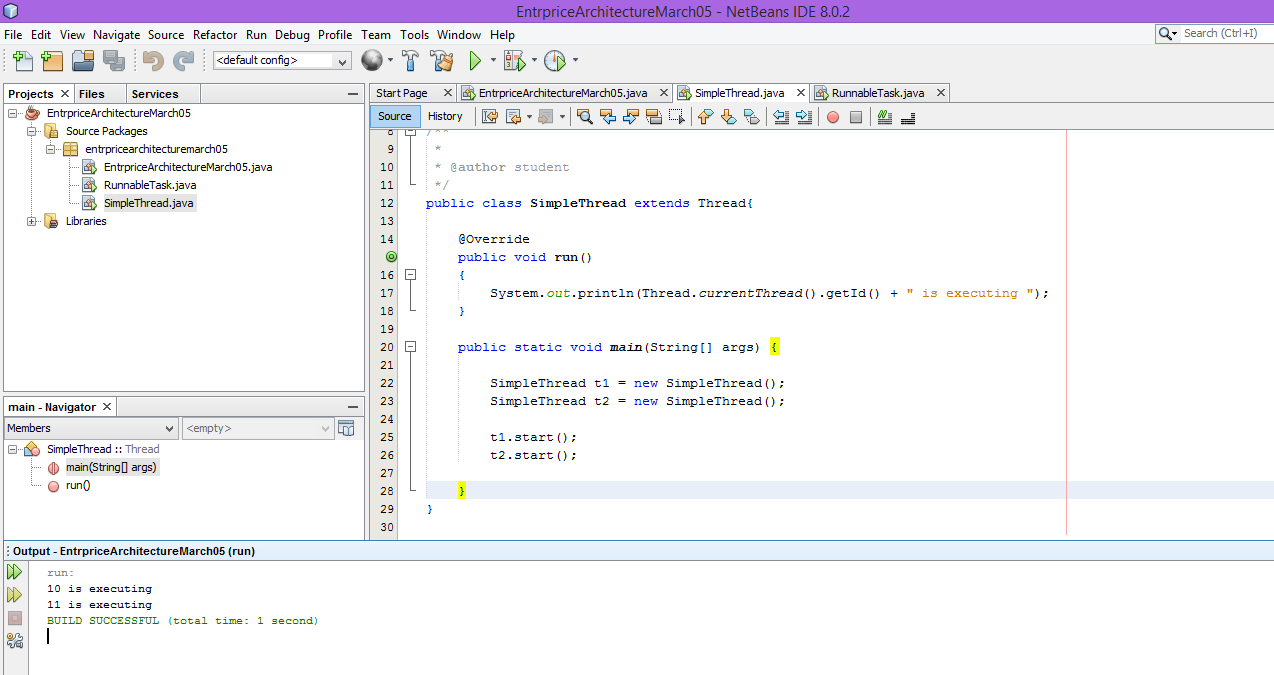 EntrpriceArchitectureMarch05 - NetBeans IDE 8.0.2
File Edit View Navigate Source Refactor Run Debug Profile Team Tools Window Help
Search (Ctrl+I)
<default config>
Projects Files Services
EntrpriceArchitectureMarch05
Source Packages
entrpricearchitecturemarch05
EntrpriceArchitectureMarch05.java
RunnableTask.java
SimpleThread.java
Libraries
main - Navigator
Members <empty>
SimpleThread :: Thread
main(String[] args)
run()
Start Page EntrpriceArchitectureMarch05.java SimpleThread.java RunnableTask.java
Source History
8 /**
9 *
10 * @author student
11 */
12 public class SimpleThread extends Thread{
13
14 @Override
public void run()
16 {
17 System.out.println(Thread.currentThread().getId() + " is executing ");
18 }
19
20 public static void main(String[] args) {
21
22 SimpleThread t1 = new SimpleThread();
23 SimpleThread t2 = new SimpleThread();
24
25 t1.start();
26 t2.start();
27
28 }
29 }
30
Output - EntrpriceArchitectureMarch05 (run)
run:
10 is executing
11 is executing
BUILD SUCCESSFUL (total time: 1 second)